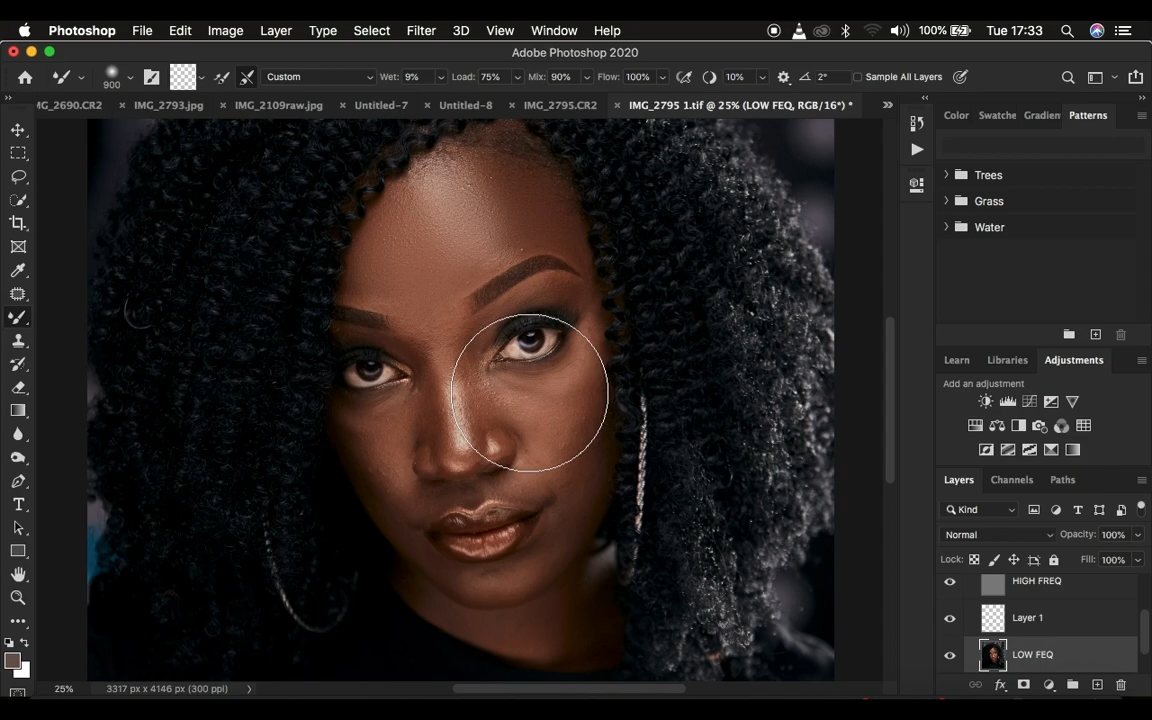 Photoshop File Edit Image Layer Type Select Filter 3D View Window Help 100% Tue 17:33
Adobe Photoshop 2020
900 Custom Wet: 9% Load: 75% Mix: 90% Flow: 100% 10% 2° Sample All Layers
MG_2690.CR2 × IMG_2793.jpg × IMG_2109raw.jpg × Untitled-7 × Untitled-8 × IMG_2795.CR2 × IMG_2795 1.tif @ 25% (LOW FEQ, RGB/16*) *
Color Swatche Gradien Patterns
Trees
Grass
Water
Learn Libraries Adjustments
Add an adjustment
Layers Channels Paths
Kind
Normal Opacity: 100%
Lock: Fill: 100%
HIGH FREQ
Layer 1
LOW FEQ
25% 3317 px x 4146 px (300 ppi)